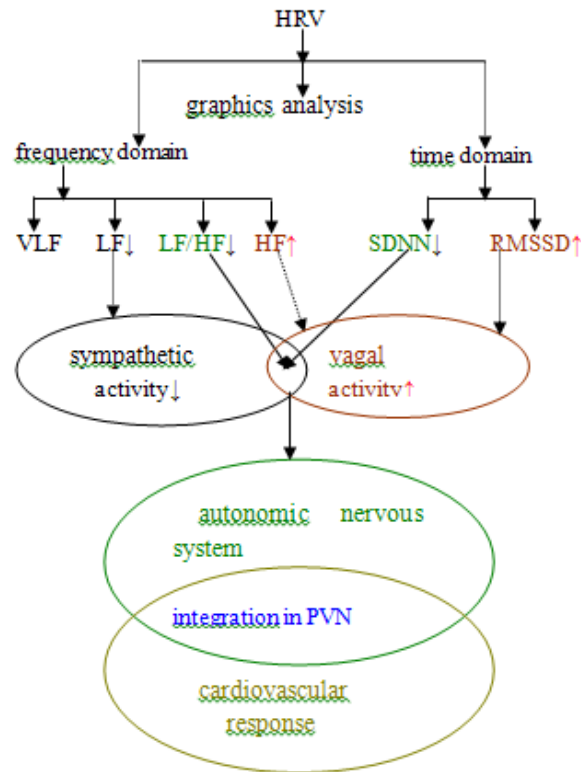 HRV
graphics analysis
frequency domain
time domain
VLF LF↓ LF/HF↓ HF↑ SDNN↓ RMSSD↑
sympathetic
activity↓
vagal
activity↑
autonomic nervous
system
integration in PVN
cardiovascular
response